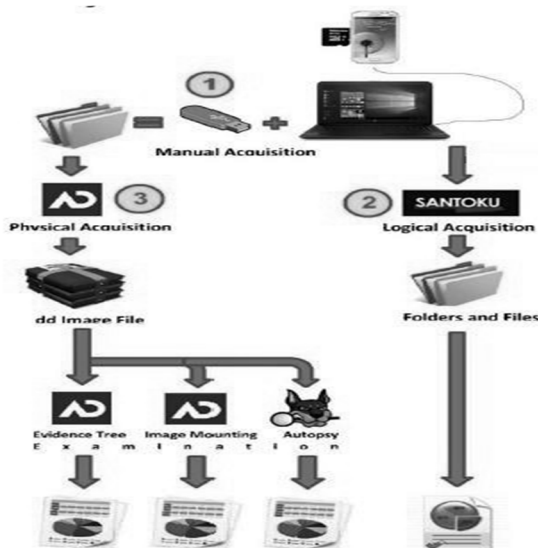 1
Manual Acquisition
3
2
SANTOKU
Physical Acquisition
Logical Acquisition
dd Image File
Folders and Files
Evidence Tree
Image Mounting
Autopsy
E x a m i n a t i o n